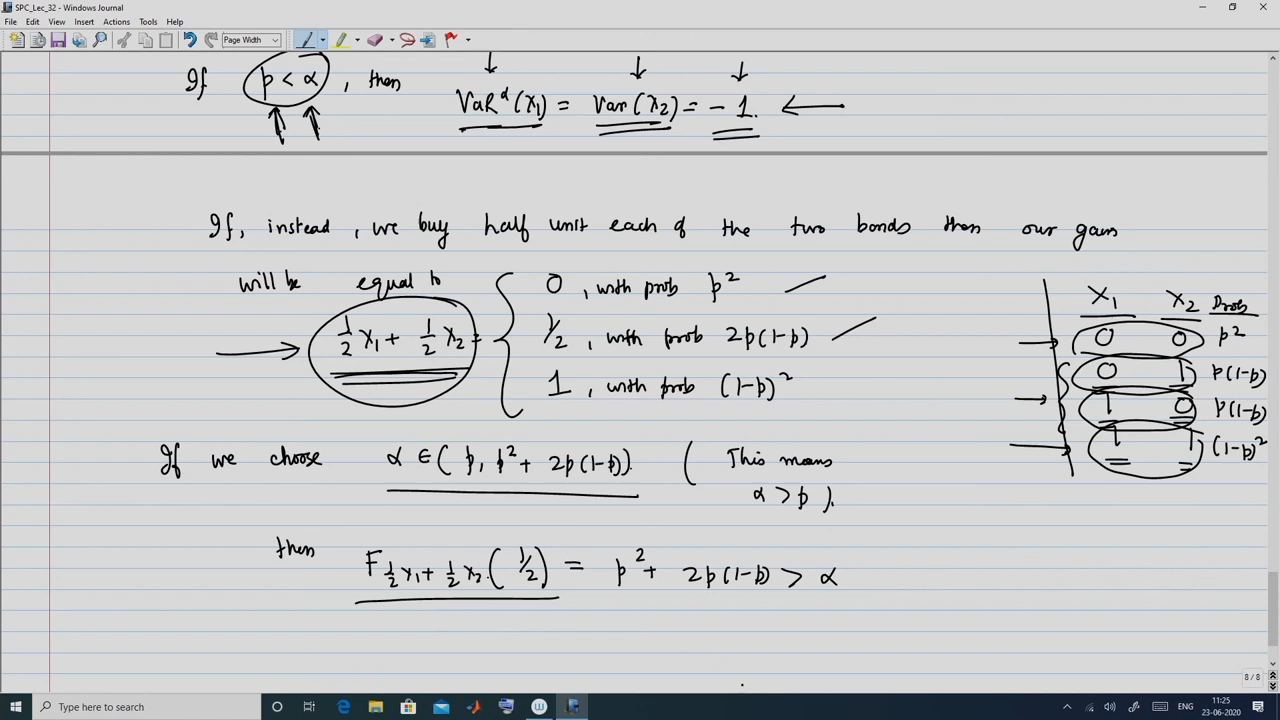 SPC_Lec_32 - Windows Journal
File Edit View Insert Actions Tools Help
Page Width
If p < α, then VaR^α(X₁) = Var(X₂) = -1.
If, instead, we buy half unit each of the two bonds then our gain
will be equal to
½X₁ + ½X₂ = { 0, with prob p²
½, with prob 2p(1-p)
1, with prob (1-p)²
X₁ X₂ Prob
0 0 p²
0 1 p(1-p)
1 0 p(1-p)
1 1 (1-p)²
If we choose α ∈ (p, p² + 2p(1-p)). (This means
α > p).
then F_{½X₁ + ½X₂}(½) = p² + 2p(1-p) > α
8 / 8
Type here to search
ENG
11:25
23-06-2020